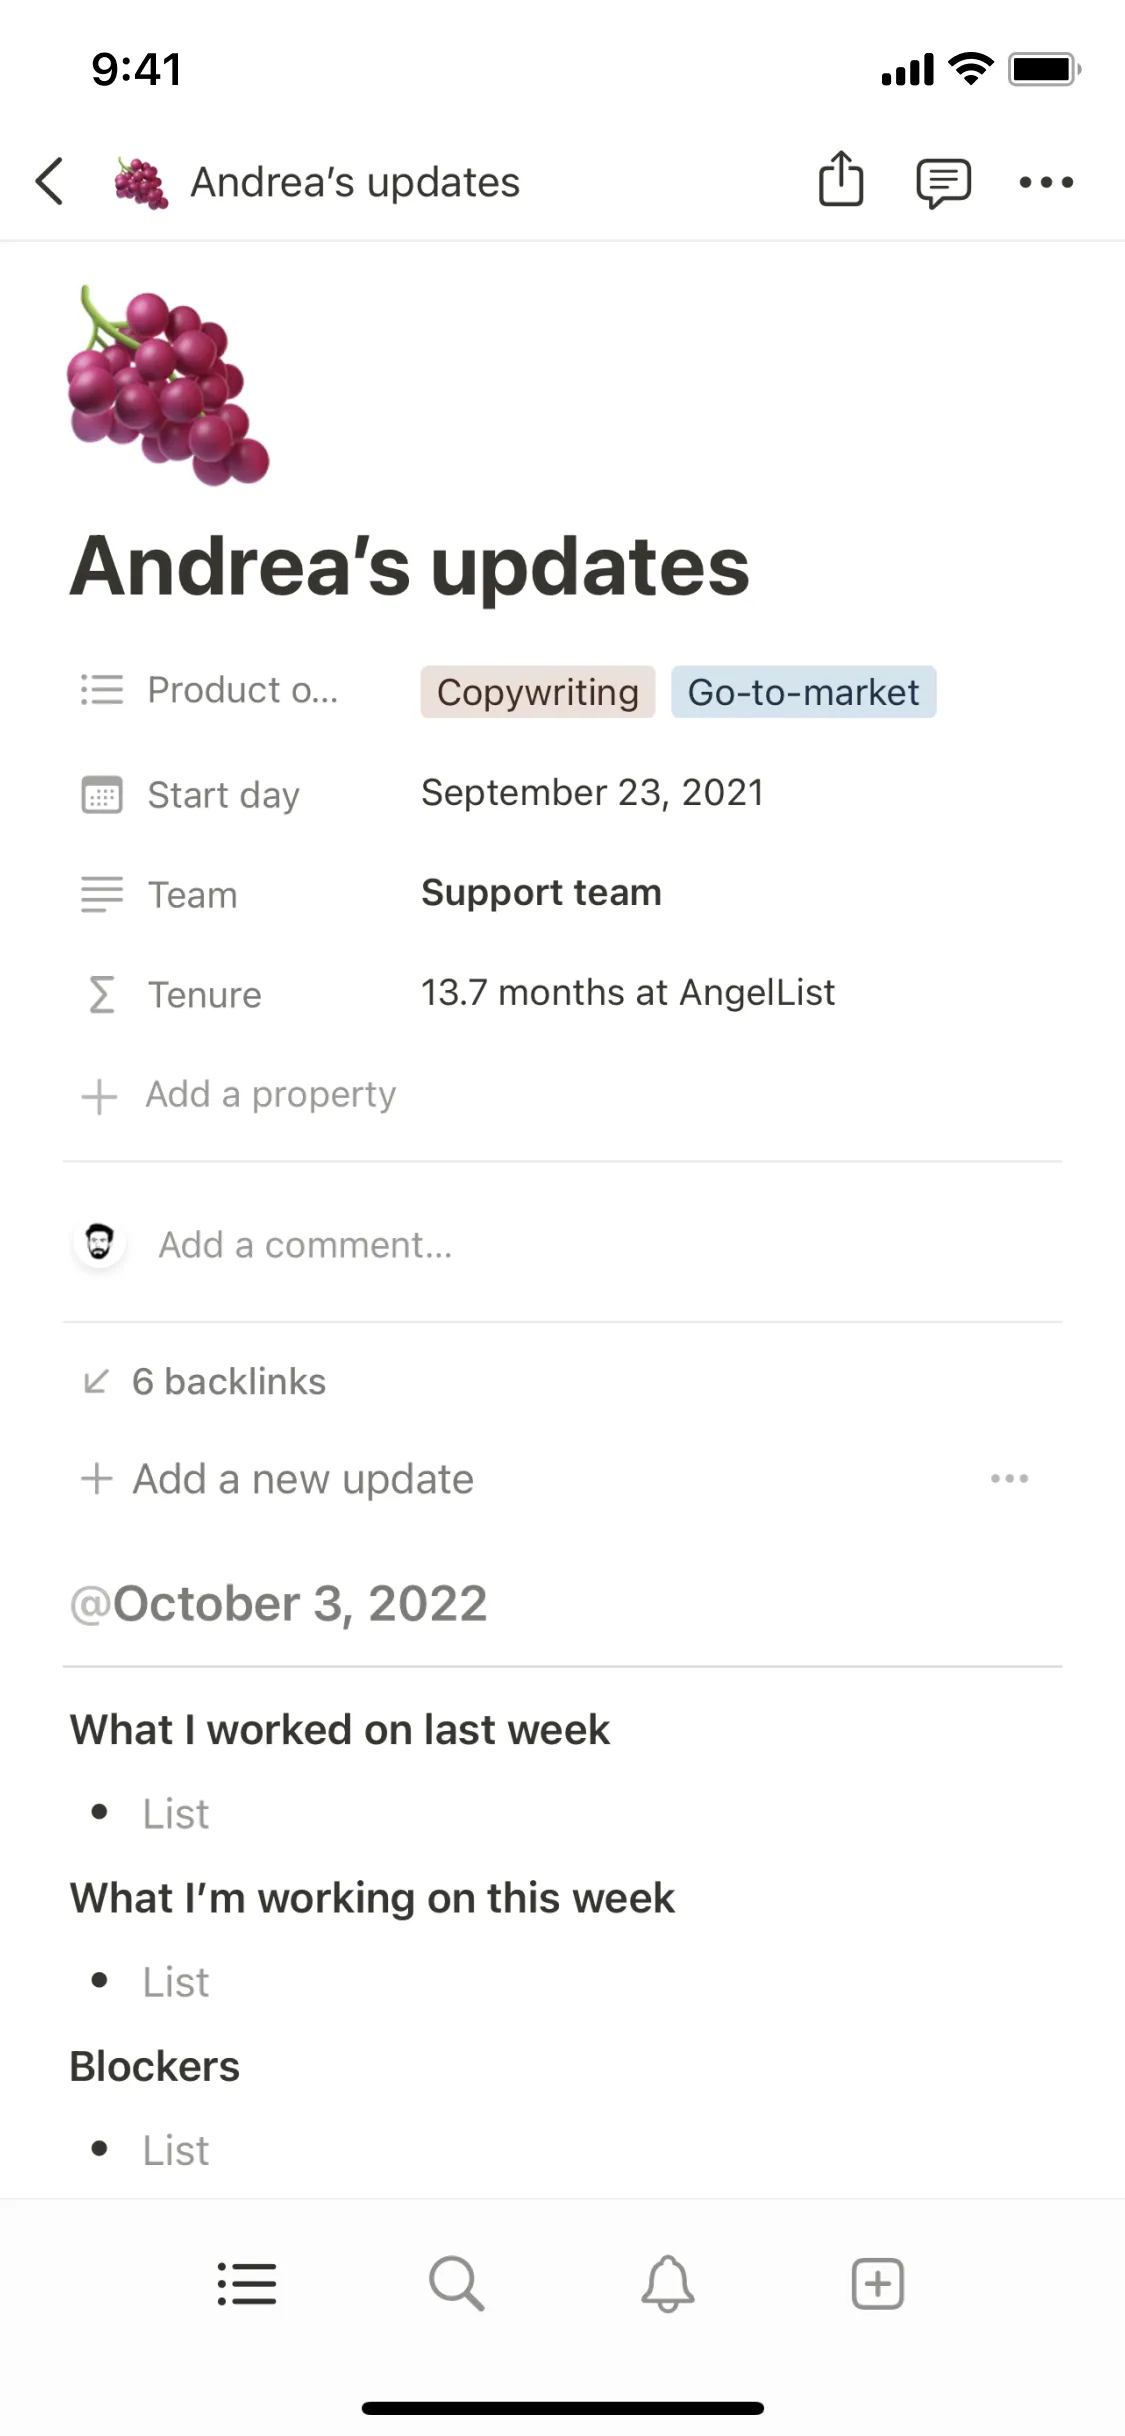 9:41
Andrea’s updates
Andrea’s updates
Product o... Copywriting Go-to-market
Start day September 23, 2021
Team Support team
Tenure 13.7 months at AngelList
Add a property
Add a comment...
6 backlinks
Add a new update
@October 3, 2022
What I worked on last week
• List
What I’m working on this week
• List
Blockers
• List